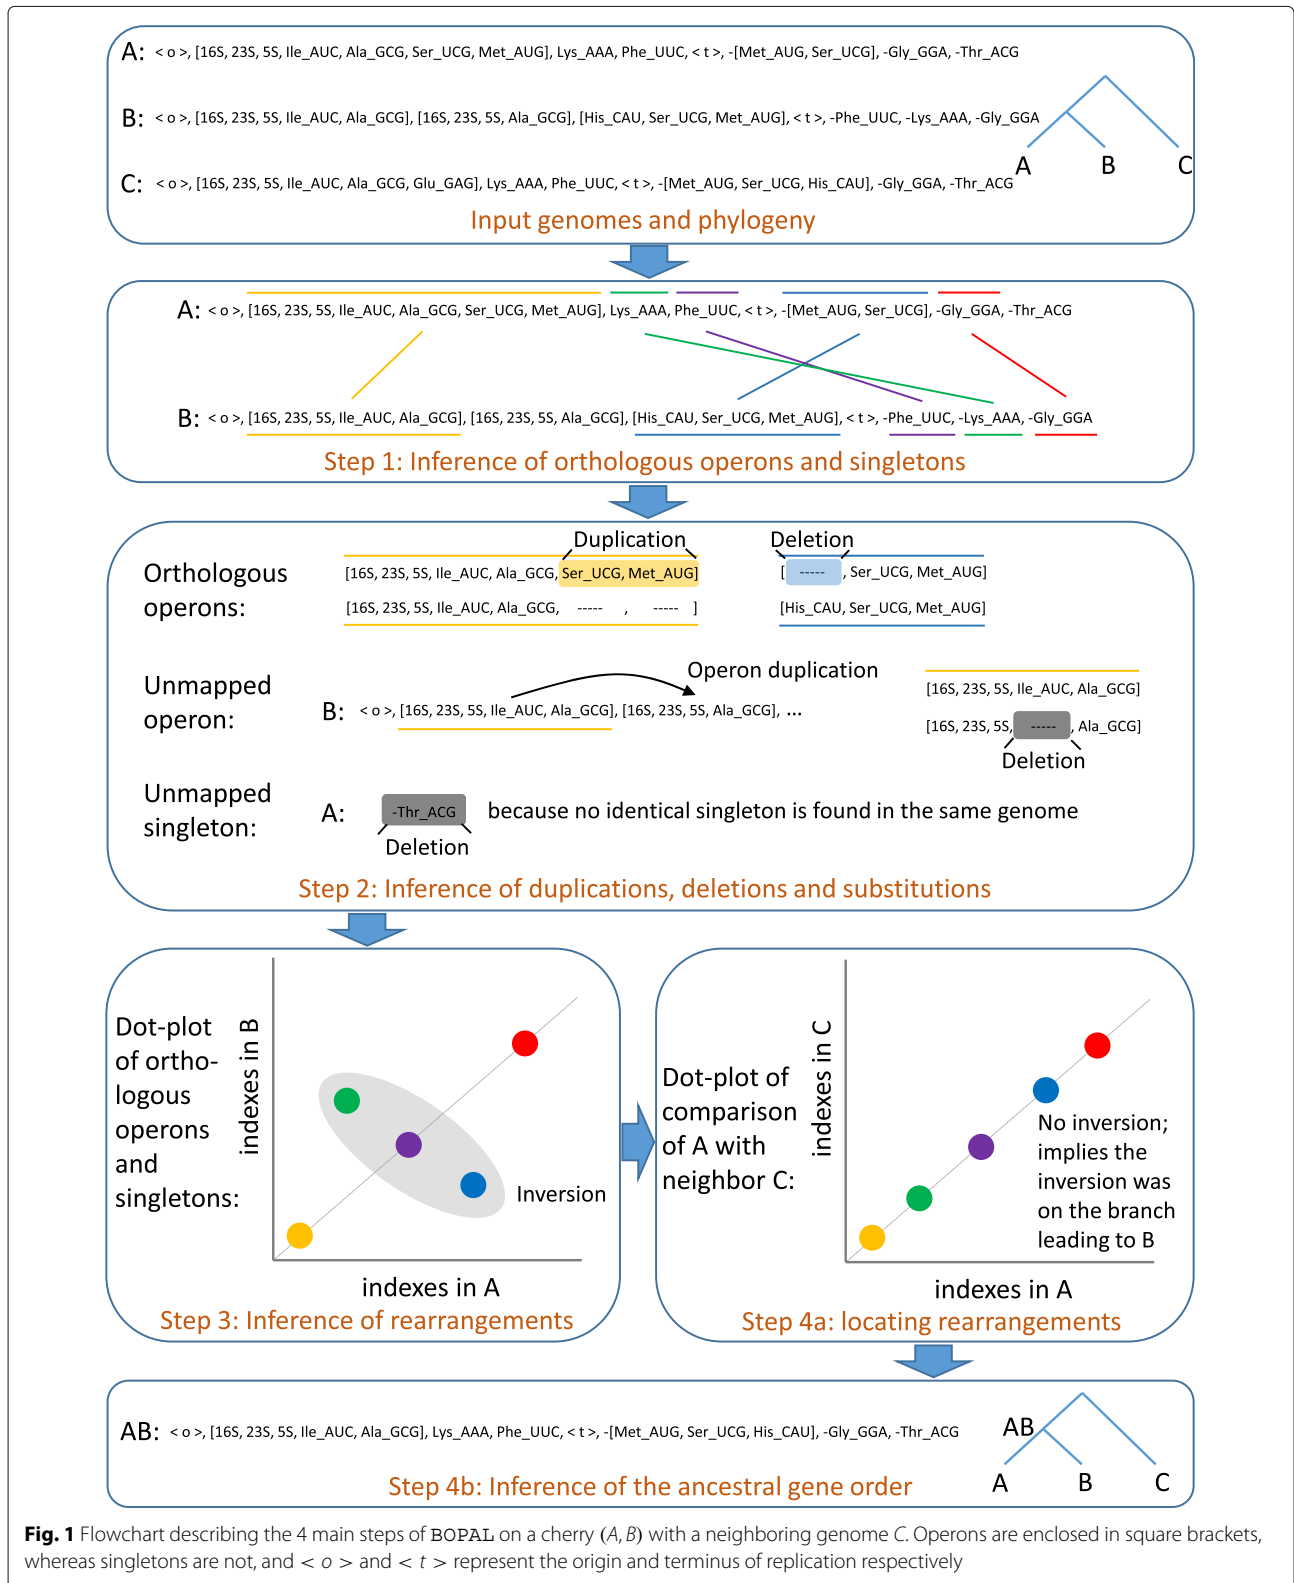 A: < o >, [16S, 23S, 5S, Ile_AUC, Ala_GCG, Ser_UCG, Met_AUG], Lys_AAA, Phe_UUC, < t >, -[Met_AUG, Ser_UCG], -Gly_GGA, -Thr_ACG
B: < o >, [16S, 23S, 5S, Ile_AUC, Ala_GCG], [16S, 23S, 5S, Ala_GCG], [His_CAU, Ser_UCG, Met_AUG], < t >, -Phe_UUC, -Lys_AAA, -Gly_GGA
C: < o >, [16S, 23S, 5S, Ile_AUC, Ala_GCG, Glu_GAG], Lys_AAA, Phe_UUC, < t >, -[Met_AUG, Ser_UCG, His_CAU], -Gly_GGA, -Thr_ACG
A B C
Input genomes and phylogeny
A: < o >, [16S, 23S, 5S, Ile_AUC, Ala_GCG, Ser_UCG, Met_AUG], Lys_AAA, Phe_UUC, < t >, -[Met_AUG, Ser_UCG], -Gly_GGA, -Thr_ACG
B: < o >, [16S, 23S, 5S, Ile_AUC, Ala_GCG], [16S, 23S, 5S, Ala_GCG], [His_CAU, Ser_UCG, Met_AUG], < t >, -Phe_UUC, -Lys_AAA, -Gly_GGA
Step 1: Inference of orthologous operons and singletons
Orthologous
operons:
Duplication
[16S, 23S, 5S, Ile_AUC, Ala_GCG, Ser_UCG, Met_AUG]
[16S, 23S, 5S, Ile_AUC, Ala_GCG, ----- , ----- ]
Deletion
[ ----- , Ser_UCG, Met_AUG]
[His_CAU, Ser_UCG, Met_AUG]
Unmapped
operon:
Operon duplication
B: < o >, [16S, 23S, 5S, Ile_AUC, Ala_GCG], [16S, 23S, 5S, Ala_GCG], ...
[16S, 23S, 5S, Ile_AUC, Ala_GCG]
[16S, 23S, 5S, ----- , Ala_GCG]
Deletion
Unmapped
singleton:
A: -Thr_ACG because no identical singleton is found in the same genome
Deletion
Step 2: Inference of duplications, deletions and substitutions
Dot-plot
of ortho-
logous
operons
and
singletons:
indexes in B
Inversion
indexes in A
Step 3: Inference of rearrangements
Dot-plot of
comparison
of A with
neighbor C:
indexes in C
No inversion;
implies the
inversion was
on the branch
leading to B
indexes in A
Step 4a: locating rearrangements
AB: < o >, [16S, 23S, 5S, Ile_AUC, Ala_GCG], Lys_AAA, Phe_UUC, < t >, -[Met_AUG, Ser_UCG, His_CAU], -Gly_GGA, -Thr_ACG
AB
A B C
Step 4b: Inference of the ancestral gene order
Fig. 1 Flowchart describing the 4 main steps of BOPAL on a cherry (A, B) with a neighboring genome C. Operons are enclosed in square brackets,
whereas singletons are not, and < o > and < t > represent the origin and terminus of replication respectively